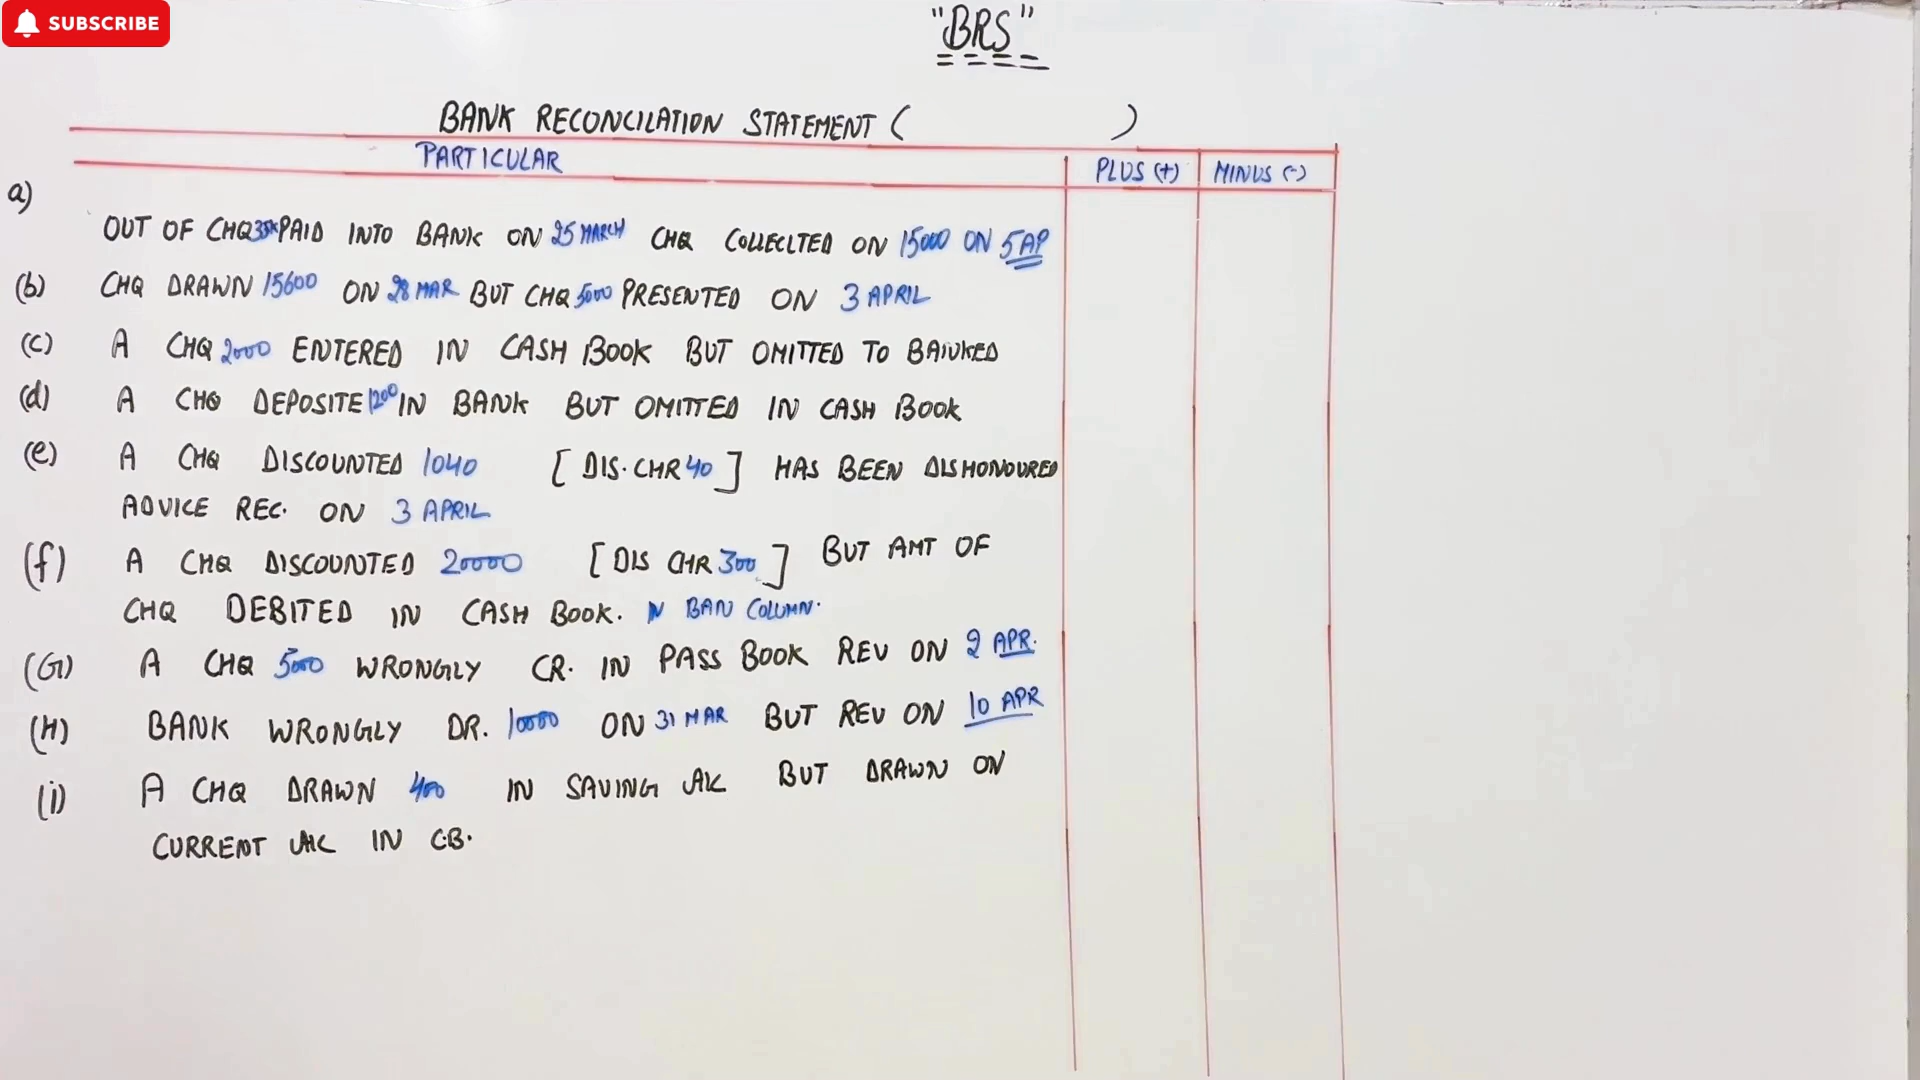 SUBSCRIBE
"BRS"
BANK RECONCILATION STATEMENT ( )
PARTICULAR PLUS (+) MINUS (-)
a)
OUT OF CHQ PAID INTO BANK ON 25 MARCH CHQ COLLECLTED ON 15000 ON 5 AP
(b) CHQ DRAWN 15600 ON 28 MAR BUT CHQ 5000 PRESENTED ON 3 APRIL
(c) A CHQ 2000 ENTERED IN CASH BOOK BUT OMITTED TO BANKED
(d) A CHQ DEPOSITE 1200 IN BANK BUT OMITTED IN CASH BOOK
(e) A CHQ DISCOUNTED 1040 [ DIS. CHR 40 ] HAS BEEN DISHONOURED
ADVICE REC. ON 3 APRIL
(f) A CHQ DISCOUNTED 20000 [ DIS CHR 300 ] BUT AMT OF
CHQ DEBITED IN CASH BOOK. IN BAN COLUMN.
(G) A CHQ 5000 WRONGLY CR. IN PASS BOOK REV ON 2 APR.
(H) BANK WRONGLY DR. 10000 ON 31 MAR BUT REV ON 10 APR
(i) A CHQ DRAWN 400 IN SAVING A/C BUT DRAWN ON
CURRENT A/C IN C.B.